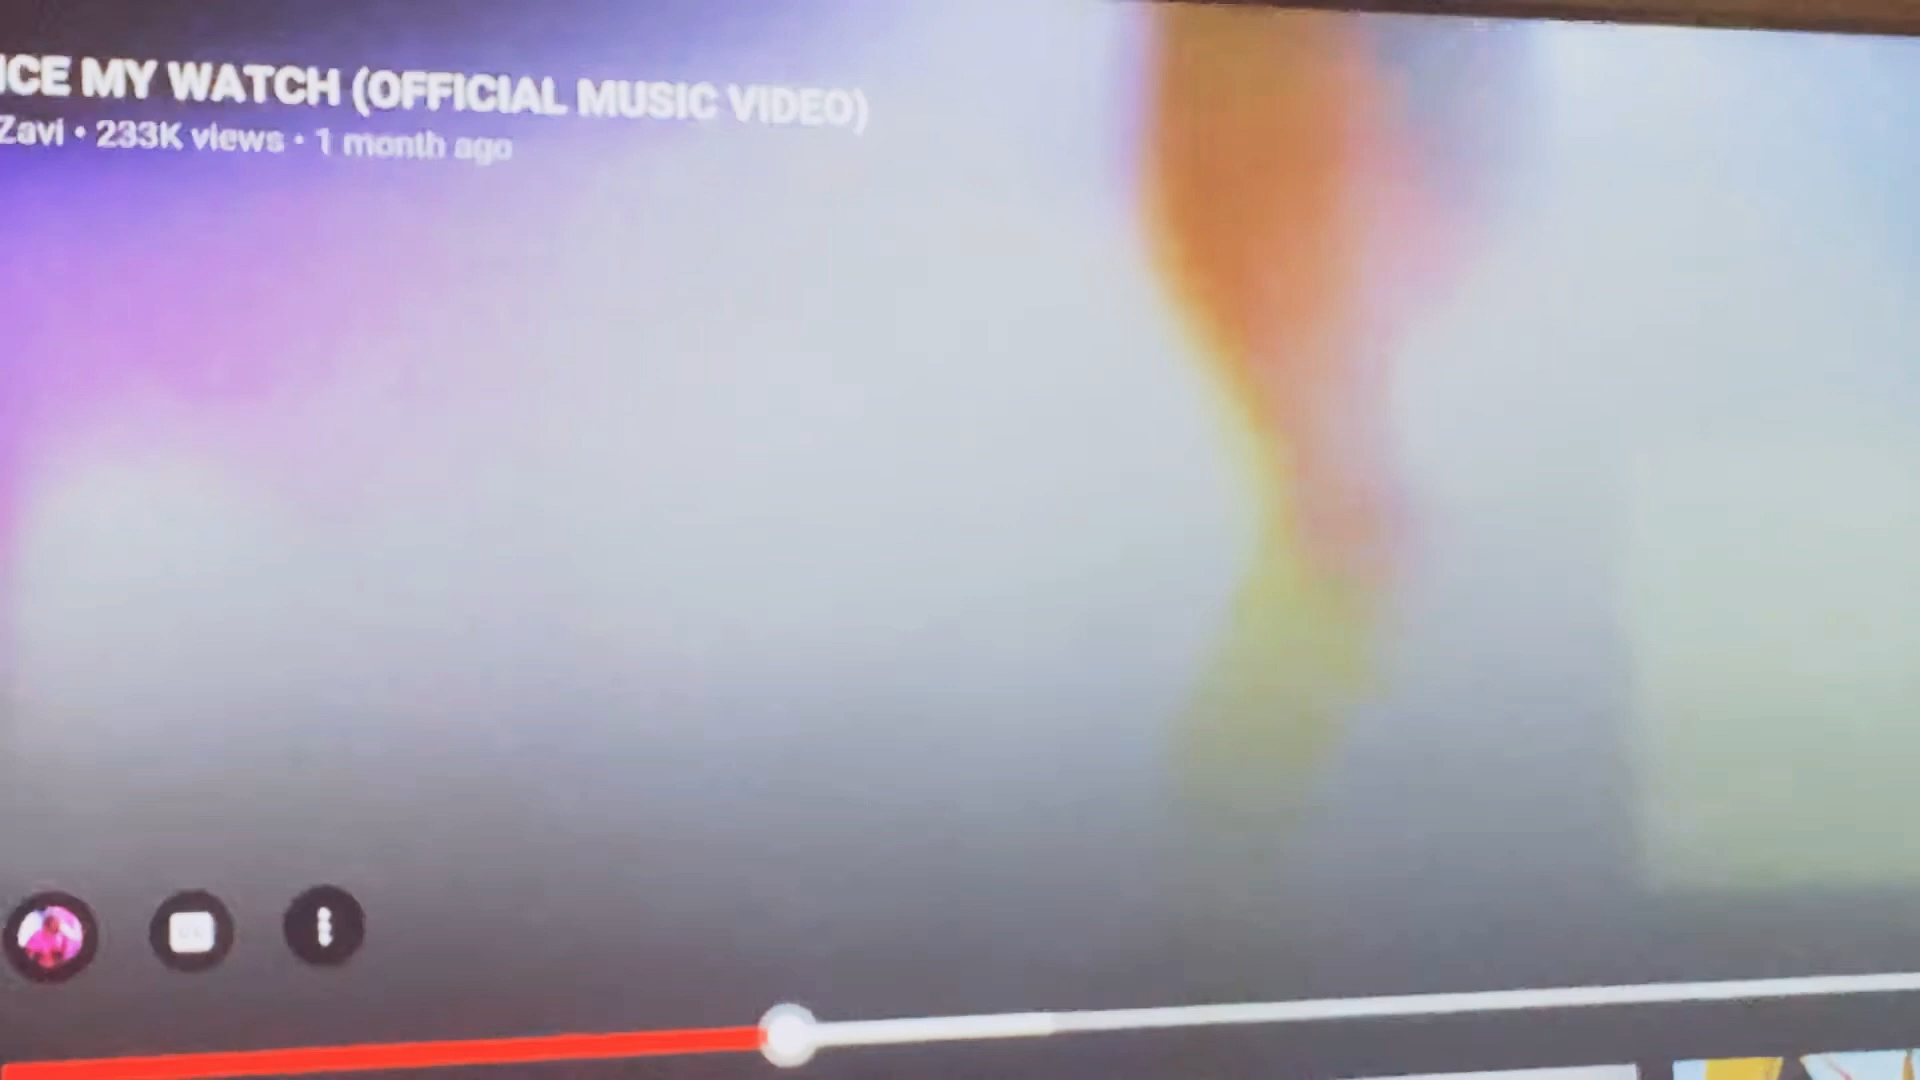 ICE MY WATCH (OFFICIAL MUSIC VIDEO)
Zavi • 233K views • 1 month ago